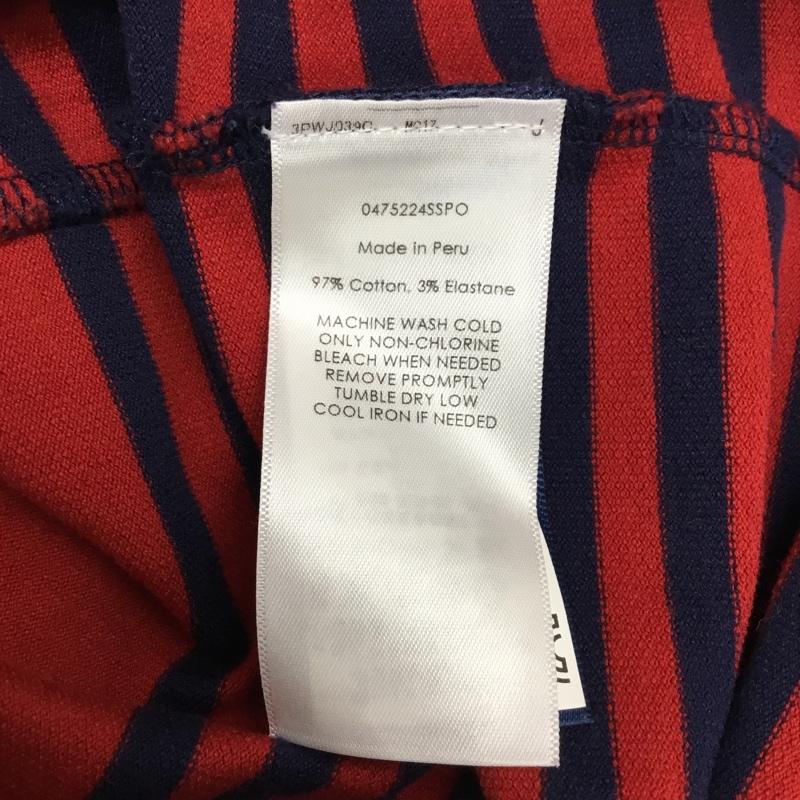 0475224SSPO
Made in Peru
97% Cotton, 3% Elastane
MACHINE WASH COLD
ONLY NON-CHLORINE
BLEACH WHEN NEEDED
REMOVE PROMPTLY
TUMBLE DRY LOW
COOL IRON IF NEEDED